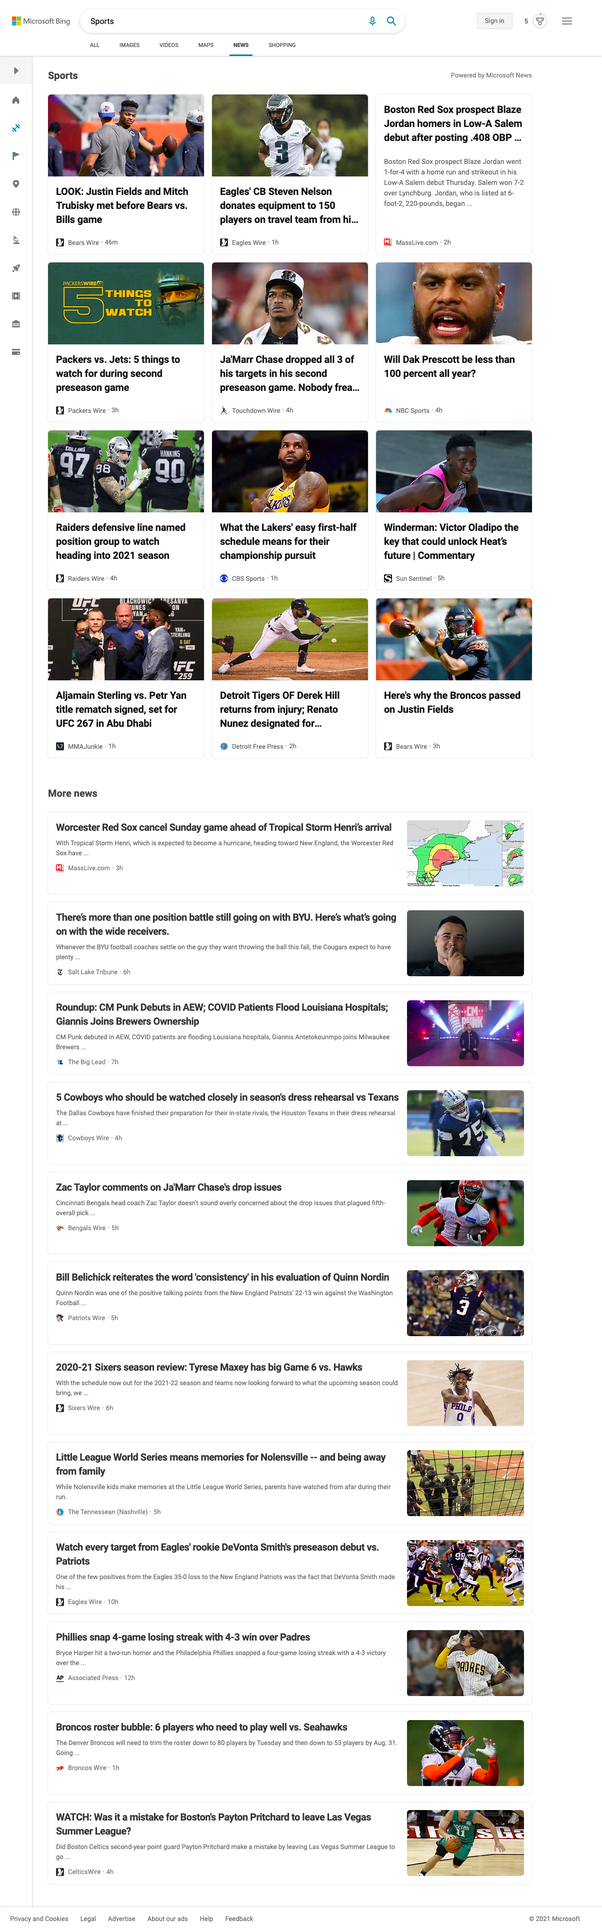 Microsoft Bing
Sports
Sign in
5
ALL IMAGES VIDEOS MAPS NEWS SHOPPING
Sports
Powered by Microsoft News
LOOK: Justin Fields and Mitch
Trubisky met before Bears vs.
Bills game
Bears Wire · 46m
Eagles' CB Steven Nelson
donates equipment to 150
players on travel team from hi...
Eagles Wire · 1h
Boston Red Sox prospect Blaze
Jordan homers in Low-A Salem
debut after posting .408 OBP ...
Boston Red Sox prospect Blaze Jordan went
1-for-4 with a home run and strikeout in his
Low-A Salem debut Thursday. Salem won 7-2
over Lynchburg. Jordan, who is listed at 6-
foot-2, 220-pounds, began ...
MassLive.com · 2h
PACKERSWIRE
5 THINGS
TO
WATCH
Packers vs. Jets: 5 things to
watch for during second
preseason game
Packers Wire · 3h
Ja'Marr Chase dropped all 3 of
his targets in his second
preseason game. Nobody frea...
Touchdown Wire · 4h
Will Dak Prescott be less than
100 percent all year?
NBC Sports · 4h
COLLINS
97
98
HANKINS
90
Raiders defensive line named
position group to watch
heading into 2021 season
Raiders Wire · 4h
What the Lakers' easy first-half
schedule means for their
championship pursuit
CBS Sports · 1h
Winderman: Victor Oladipo the
key that could unlock Heat's
future | Commentary
Sun Sentinel · 5h
UFC
BLACHOWICZ
ADESANYA
NUNES
YAN
STERLING
UFC
259
Aljamain Sterling vs. Petr Yan
title rematch signed, set for
UFC 267 in Abu Dhabi
MMAJunkie · 1h
Detroit Tigers OF Derek Hill
returns from injury; Renato
Nunez designated for...
Detroit Free Press · 2h
Here's why the Broncos passed
on Justin Fields
Bears Wire · 3h
More news
Worcester Red Sox cancel Sunday game ahead of Tropical Storm Henri's arrival
With Tropical Storm Henri, which is expected to become a hurricane, heading toward New England, the Worcester Red
Sox have ...
MassLive.com · 3h
There's more than one position battle still going on with BYU. Here's what's going
on with the wide receivers.
Whenever the BYU football coaches settle on the guy they want throwing the ball this fall, the Cougars expect to have
plenty ...
Salt Lake Tribune · 6h
Roundup: CM Punk Debuts in AEW; COVID Patients Flood Louisiana Hospitals;
Giannis Joins Brewers Ownership
CM Punk debuted in AEW, COVID patients are flooding Louisiana hospitals, Giannis Antetokounmpo joins Milwaukee
Brewers ...
The Big Lead · 7h
CM
PUNK
5 Cowboys who should be watched closely in season's dress rehearsal vs Texans
The Dallas Cowboys have finished their preparation for their in-state rivals, the Houston Texans in their dress rehearsal
at ...
Cowboys Wire · 4h
75
Zac Taylor comments on Ja'Marr Chase's drop issues
Cincinnati Bengals head coach Zac Taylor doesn't sound overly concerned about the drop issues that plagued fifth-
overall pick ...
Bengals Wire · 5h
1
Bill Belichick reiterates the word 'consistency' in his evaluation of Quinn Nordin
Quinn Nordin was one of the positive talking points from the New England Patriots' 22-13 win against the Washington
Football ...
Patriots Wire · 5h
3
2020-21 Sixers season review: Tyrese Maxey has big Game 6 vs. Hawks
With the schedule now out for the 2021-22 season and teams now looking forward to what the upcoming season could
bring, we ...
Sixers Wire · 6h
PHILA
0
Little League World Series means memories for Nolensville -- and being away
from family
While Nolensville kids make memories at the Little League World Series, parents have watched from afar during their
run.
The Tennessean (Nashville) · 5h
Watch every target from Eagles' rookie DeVonta Smith's preseason debut vs.
Patriots
One of the few positives from the Eagles 35-0 loss to the New England Patriots was the fact that DeVonta Smith made
his ...
Eagles Wire · 10h
Phillies snap 4-game losing streak with 4-3 win over Padres
Bryce Harper hit a two-run homer and the Philadelphia Phillies snapped a four-game losing streak with a 4-3 victory
over the ...
AP Associated Press · 12h
PADRES
Broncos roster bubble: 6 players who need to play well vs. Seahawks
The Denver Broncos will need to trim the roster down to 80 players by Tuesday and then down to 53 players by Aug. 31.
Going ...
Broncos Wire · 1h
WATCH: Was it a mistake for Boston's Payton Pritchard to leave Las Vegas
Summer League?
Did Boston Celtics second-year point guard Payton Pritchard make a mistake by leaving Las Vegas Summer League to
go ...
CelticsWire · 4h
11
Privacy and Cookies Legal Advertise About our ads Help Feedback
© 2021 Microsoft